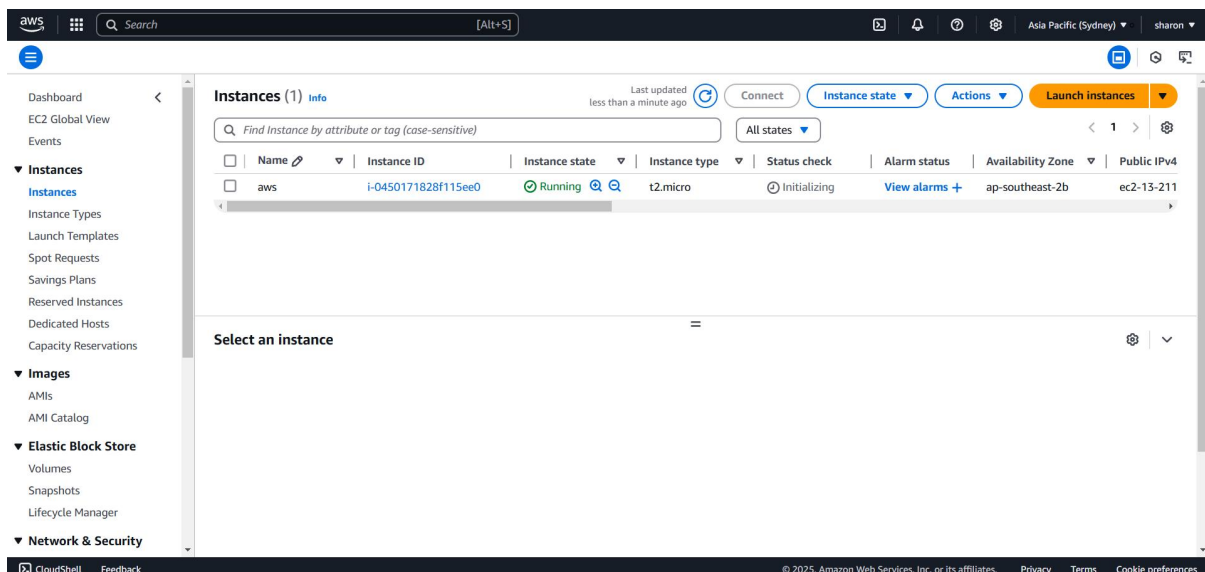 aws Search [Alt+S] Asia Pacific (Sydney) sharon
Dashboard
EC2 Global View
Events
Instances
Instances
Instance Types
Launch Templates
Spot Requests
Savings Plans
Reserved Instances
Dedicated Hosts
Capacity Reservations
Images
AMIs
AMI Catalog
Elastic Block Store
Volumes
Snapshots
Lifecycle Manager
Network & Security
Instances (1) Info
Last updated
less than a minute ago
Connect Instance state Actions Launch instances
Find Instance by attribute or tag (case-sensitive) All states 1
Name Instance ID Instance state Instance type Status check Alarm status Availability Zone Public IPv4
aws i-0450171828f115ee0 Running t2.micro Initializing View alarms + ap-southeast-2b ec2-13-211
Select an instance
CloudShell Feedback © 2025, Amazon Web Services, Inc. or its affiliates. Privacy Terms Cookie preferences